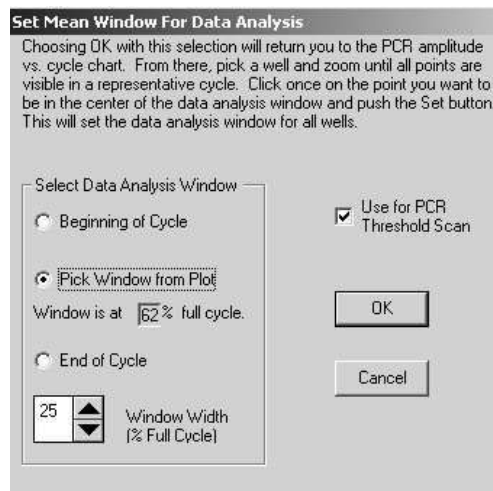 Set Mean Window For Data Analysis
Choosing OK with this selection will return you to the PCR amplitude
vs. cycle chart. From there, pick a well and zoom until all points are
visible in a representative cycle. Click once on the point you want to
be in the center of the data analysis window and push the Set button
This will set the data analysis window for all wells.
Select Data Analysis Window
Beginning of Cycle
Pick Window from Plot
Window is at 62 % full cycle.
End of Cycle
25
Window Width
(% Full Cycle)
Use for PCR
Threshold Scan
OK
Cancel